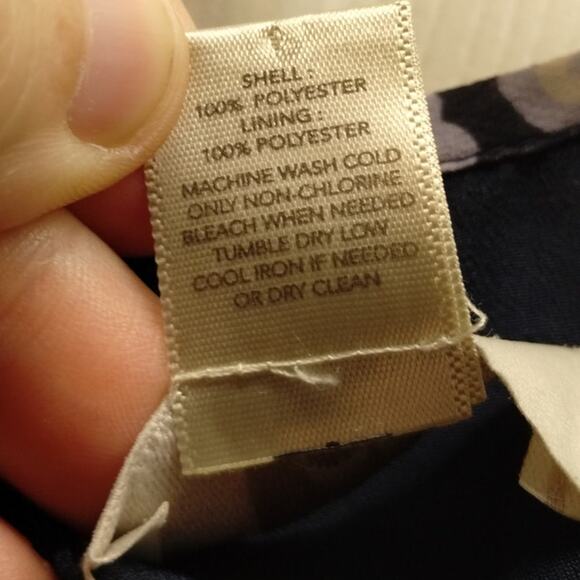 SHELL :
100% POLYESTER
LINING :
100% POLYESTER
MACHINE WASH COLD
ONLY NON-CHLORINE
BLEACH WHEN NEEDED
TUMBLE DRY LOW
COOL IRON IF NEEDED
OR DRY CLEAN